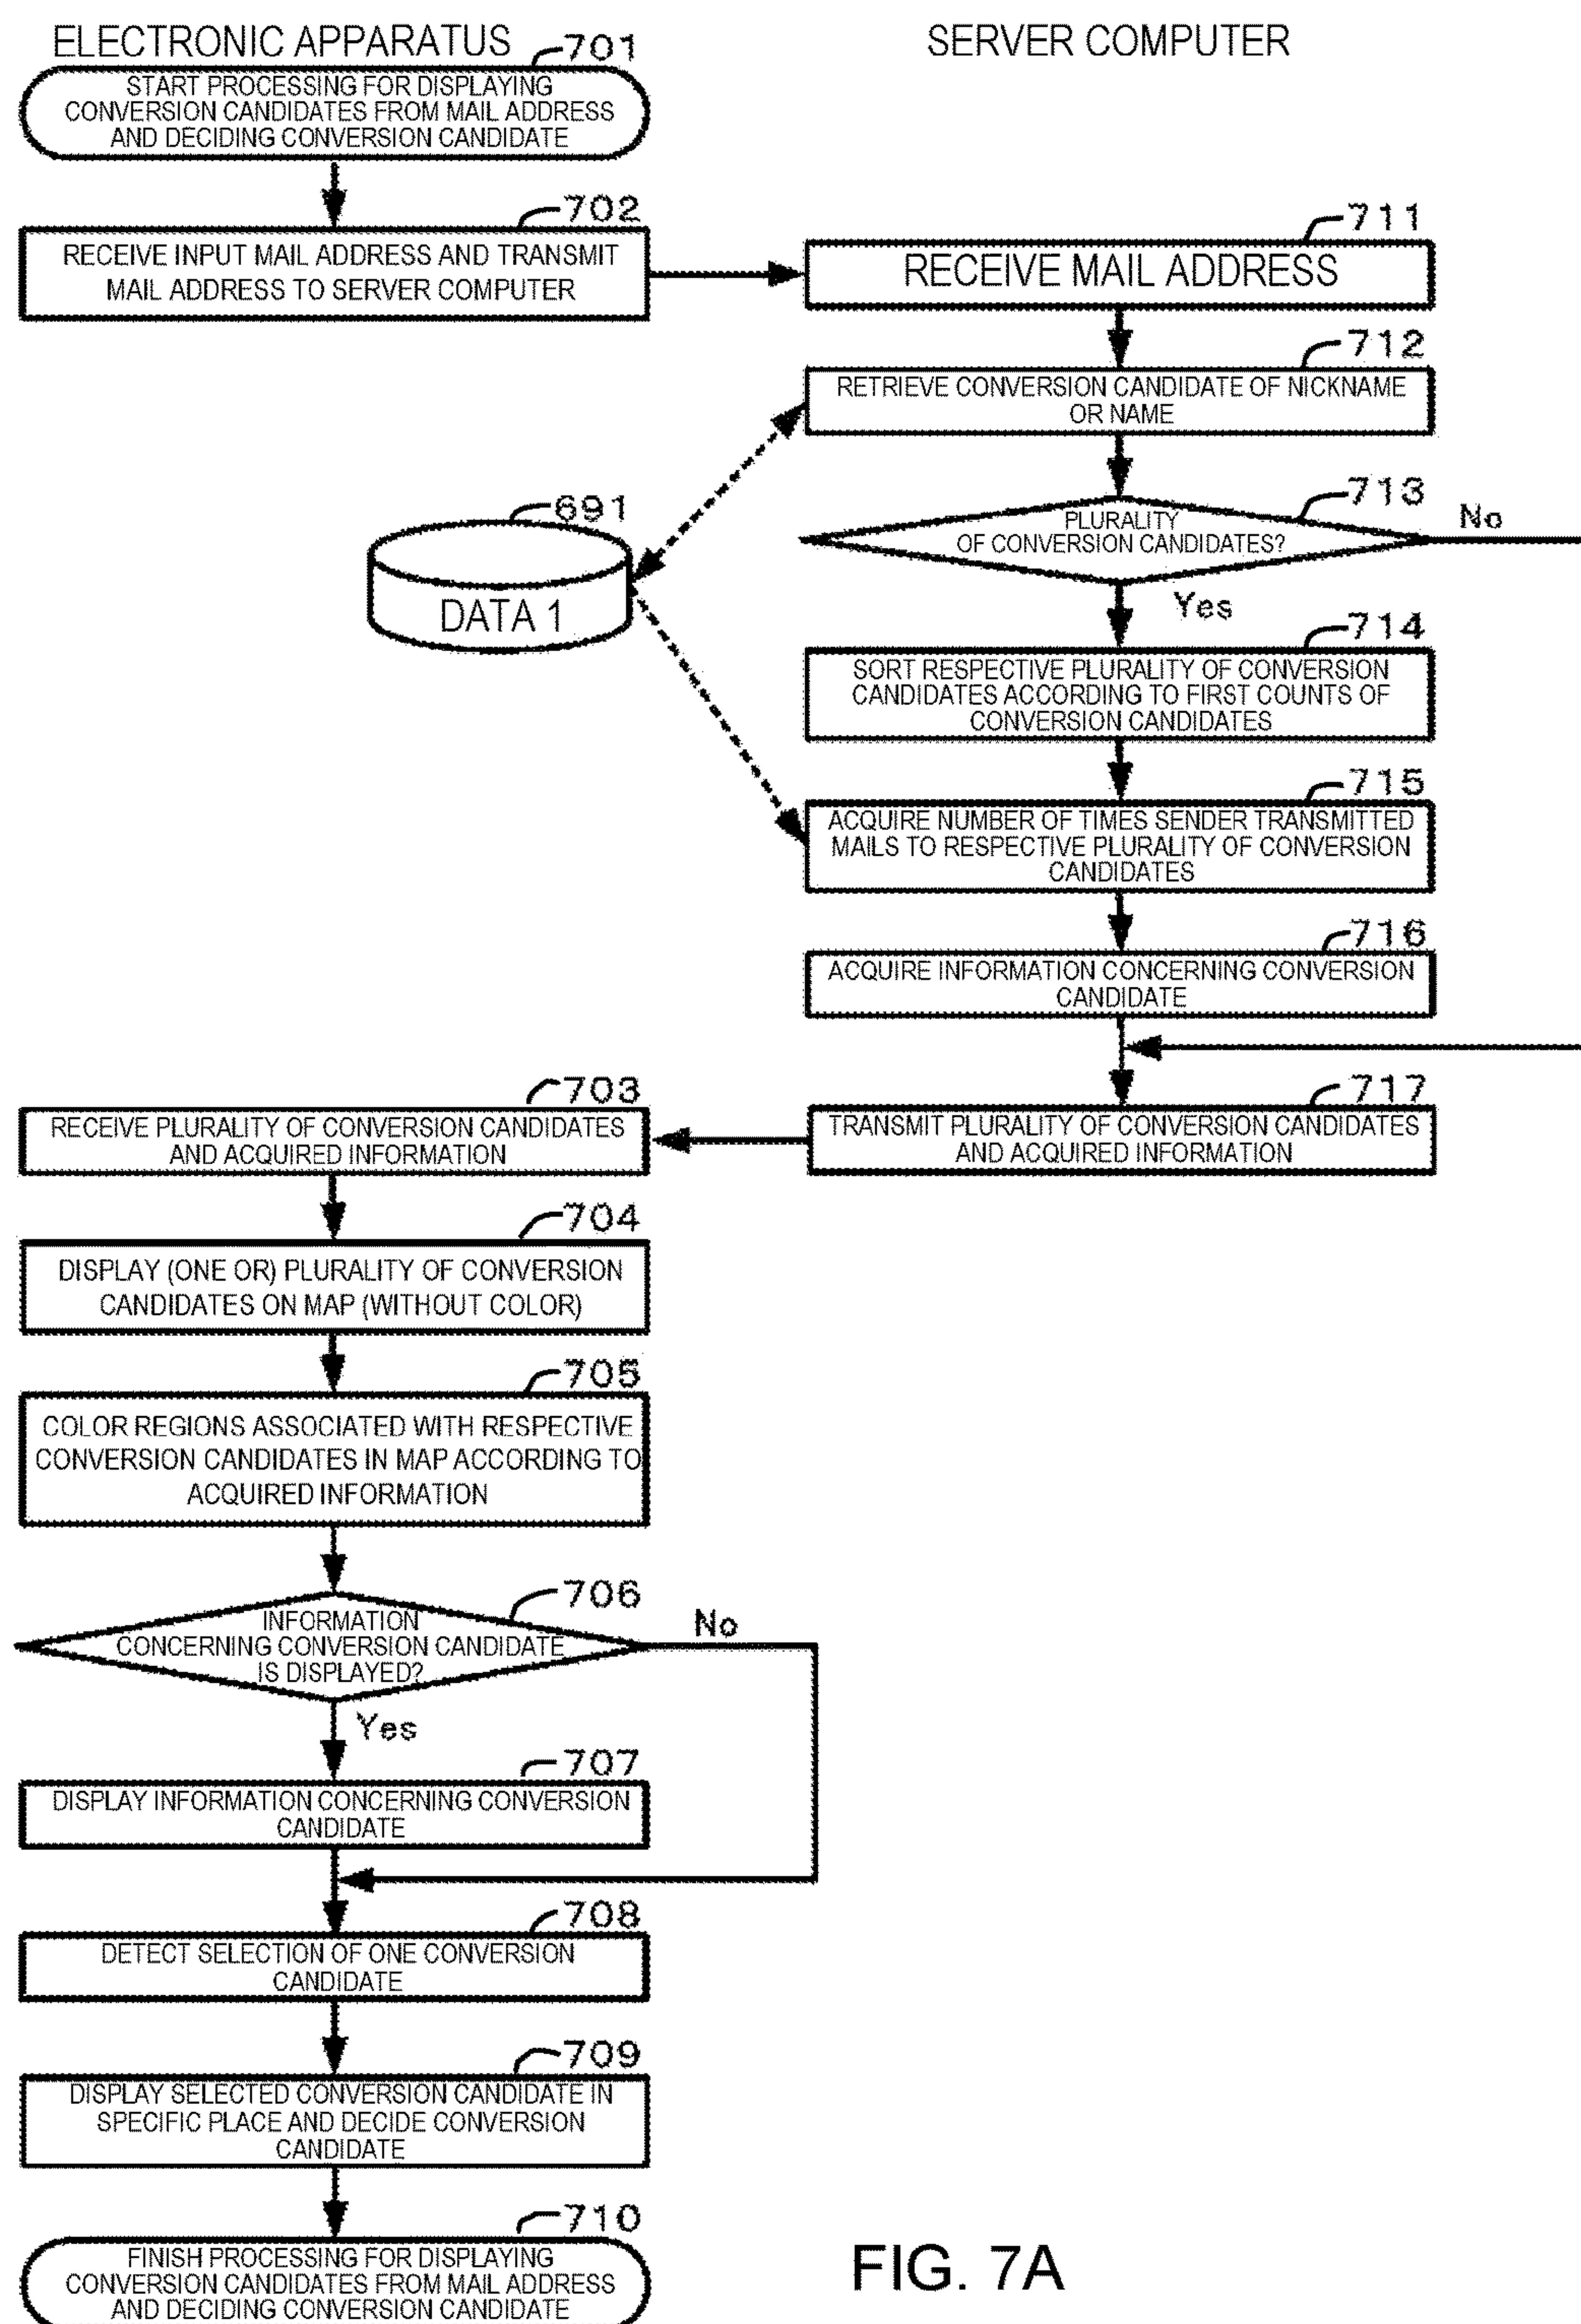 ELECTRONIC APPARATUS
SERVER COMPUTER
701
START PROCESSING FOR DISPLAYING
CONVERSION CANDIDATES FROM MAIL ADDRESS
AND DECIDING CONVERSION CANDIDATE
702
RECEIVE INPUT MAIL ADDRESS AND TRANSMIT
MAIL ADDRESS TO SERVER COMPUTER
711
RECEIVE MAIL ADDRESS
712
RETRIEVE CONVERSION CANDIDATE OF NICKNAME
OR NAME
691
DATA 1
713
PLURALITY
OF CONVERSION CANDIDATES?
No
Yes
714
SORT RESPECTIVE PLURALITY OF CONVERSION
CANDIDATES ACCORDING TO FIRST COUNTS OF
CONVERSION CANDIDATES
715
ACQUIRE NUMBER OF TIMES SENDER TRANSMITTED
MAILS TO RESPECTIVE PLURALITY OF CONVERSION
CANDIDATES
716
ACQUIRE INFORMATION CONCERNING CONVERSION
CANDIDATE
717
TRANSMIT PLURALITY OF CONVERSION CANDIDATES
AND ACQUIRED INFORMATION
703
RECEIVE PLURALITY OF CONVERSION CANDIDATES
AND ACQUIRED INFORMATION
704
DISPLAY (ONE OR) PLURALITY OF CONVERSION
CANDIDATES ON MAP (WITHOUT COLOR)
705
COLOR REGIONS ASSOCIATED WITH RESPECTIVE
CONVERSION CANDIDATES IN MAP ACCORDING TO
ACQUIRED INFORMATION
706
INFORMATION
CONCERNING CONVERSION CANDIDATE
IS DISPLAYED?
No
Yes
707
DISPLAY INFORMATION CONCERNING CONVERSION
CANDIDATE
708
DETECT SELECTION OF ONE CONVERSION
CANDIDATE
709
DISPLAY SELECTED CONVERSION CANDIDATE IN
SPECIFIC PLACE AND DECIDE CONVERSION
CANDIDATE
710
FINISH PROCESSING FOR DISPLAYING
CONVERSION CANDIDATES FROM MAIL ADDRESS
AND DECIDING CONVERSION CANDIDATE
FIG. 7A